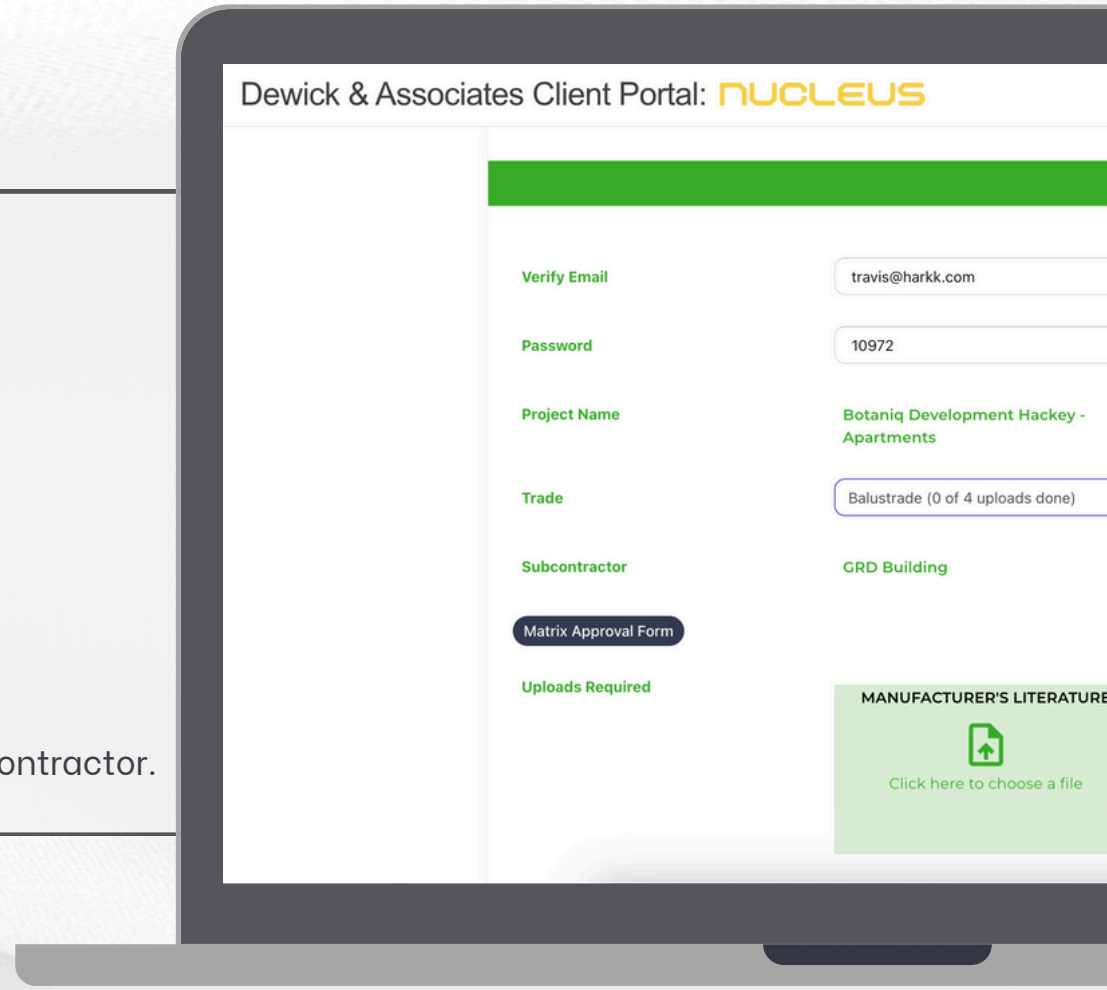 Dewick & Associates Client Portal: NUCLEUS
Verify Email
travis@harkk.com
Password
10972
Project Name
Botaniq Development Hackey -
Apartments
Trade
Balustrade (0 of 4 uploads done)
Subcontractor
GRD Building
Matrix Approval Form
Uploads Required
MANUFACTURER'S LITERATURE
Click here to choose a file
ontractor.